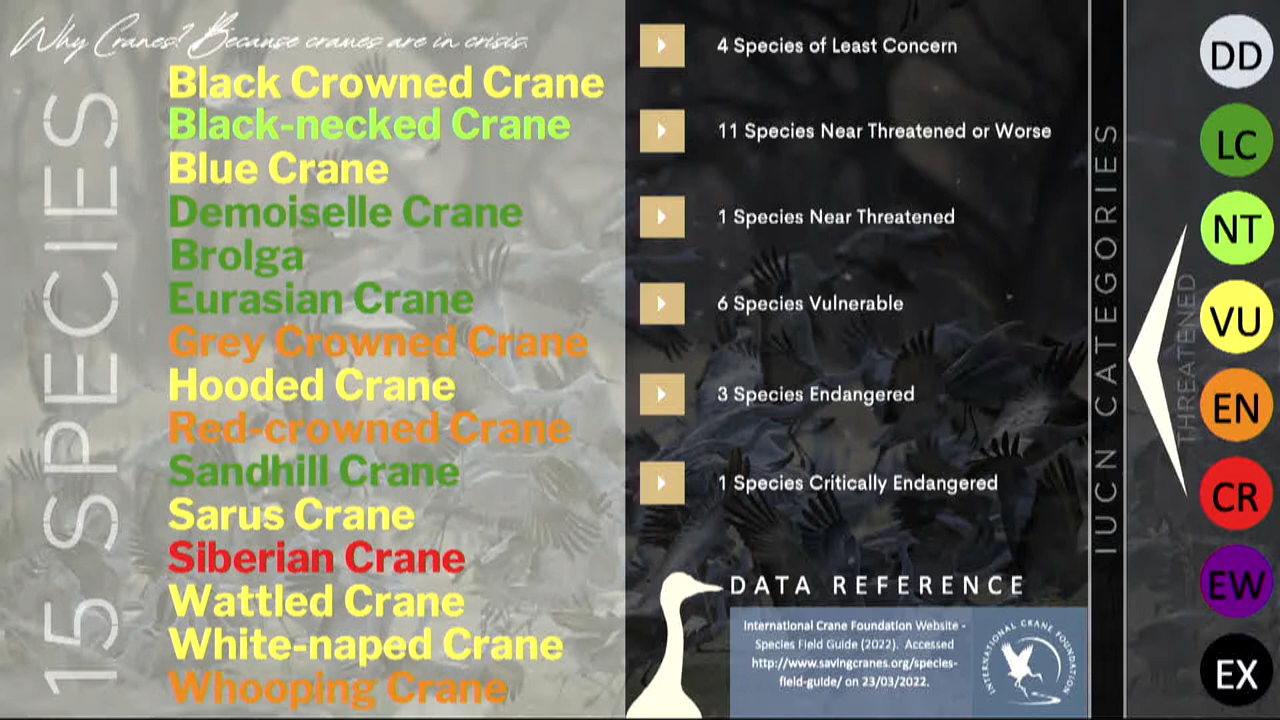 Why Cranes? Because cranes are in crisis.
15 SPECIES
Black Crowned Crane
Black-necked Crane
Blue Crane
Demoiselle Crane
Brolga
Eurasian Crane
Grey Crowned Crane
Hooded Crane
Red-crowned Crane
Sandhill Crane
Sarus Crane
Siberian Crane
Wattled Crane
White-naped Crane
Whooping Crane
4 Species of Least Concern
11 Species Near Threatened or Worse
1 Species Near Threatened
6 Species Vulnerable
3 Species Endangered
1 Species Critically Endangered
DATA REFERENCE
International Crane Foundation Website -
Species Field Guide (2022). Accessed
http://www.savingcranes.org/species-
field-guide/ on 23/03/2022.
INTERNATIONAL CRANE FOUNDATION
IUCN CATEGORIES
THREATENED
DD
LC
NT
VU
EN
CR
EW
EX